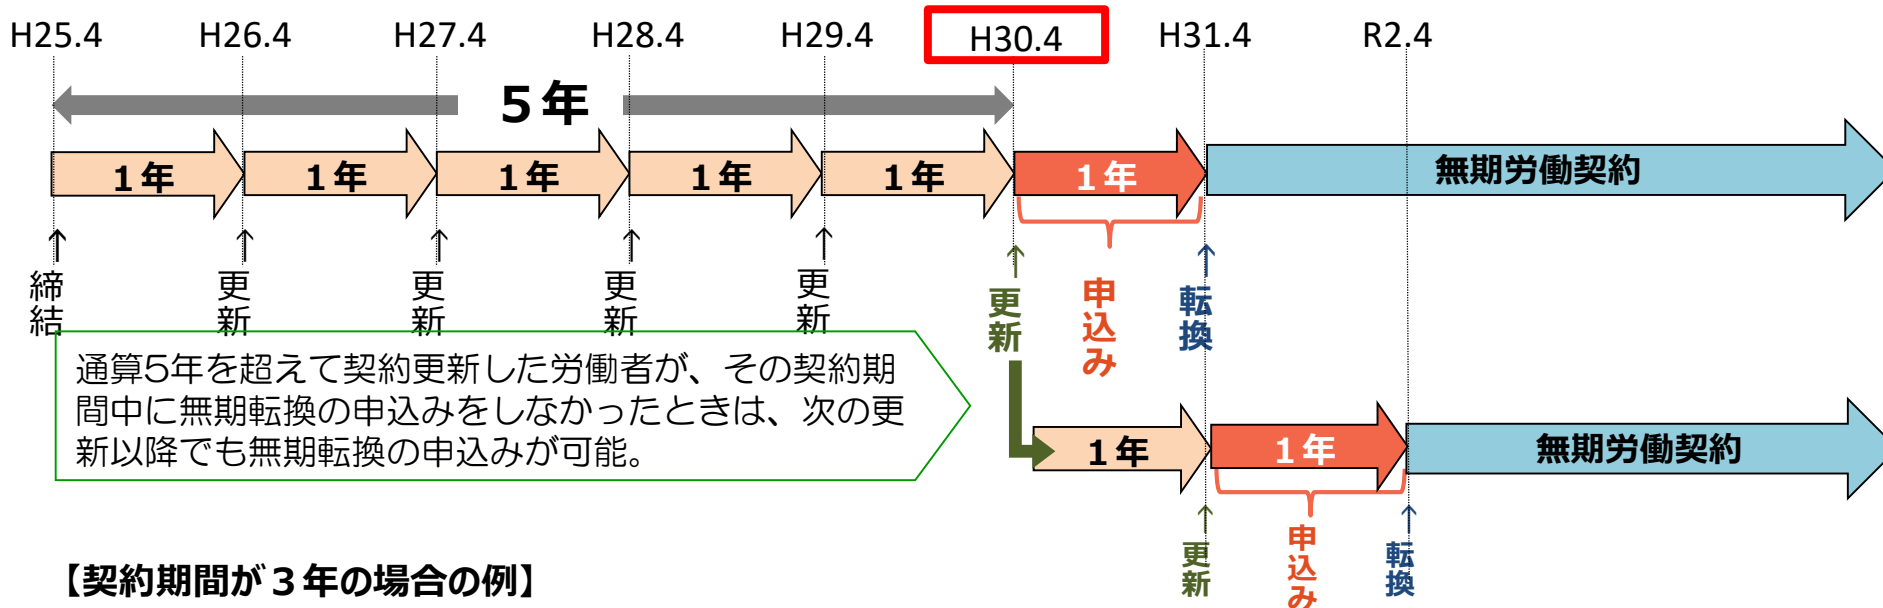 H25.4 H26.4 H27.4 H28.4 H29.4 H30.4 H31.4 R2.4
5年
1年 1年 1年 1年 1年 1年 無期労働契約
↑締結 ↑更新 ↑更新 ↑更新 ↑更新 ↑更新 申込み ↑転換
通算5年を超えて契約更新した労働者が、その契約期
間中に無期転換の申込みをしなかったときは、次の更
新以降でも無期転換の申込みが可能。
1年 1年 無期労働契約
↑更新 申込み ↑転換
【契約期間が３年の場合の例】